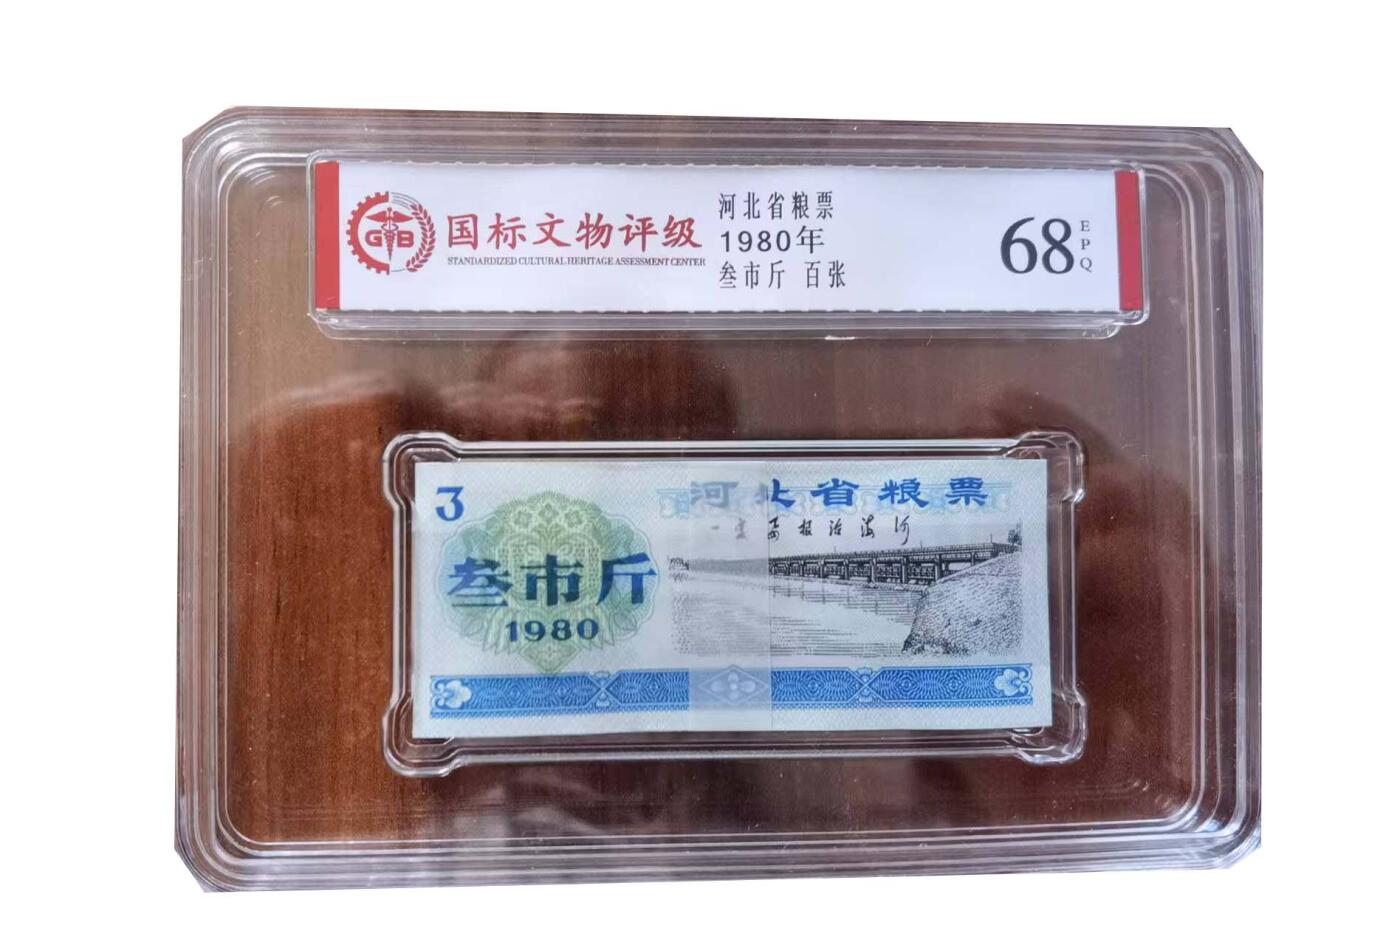 GB
国标文物评级
STANDARDIZED CULTURAL HERITAGE ASSESSMENT CENTER
河北省粮票
1980年
叁市斤 百张
68
EPQ
3
河北省粮票
一定要根治海河
叁市斤
1980